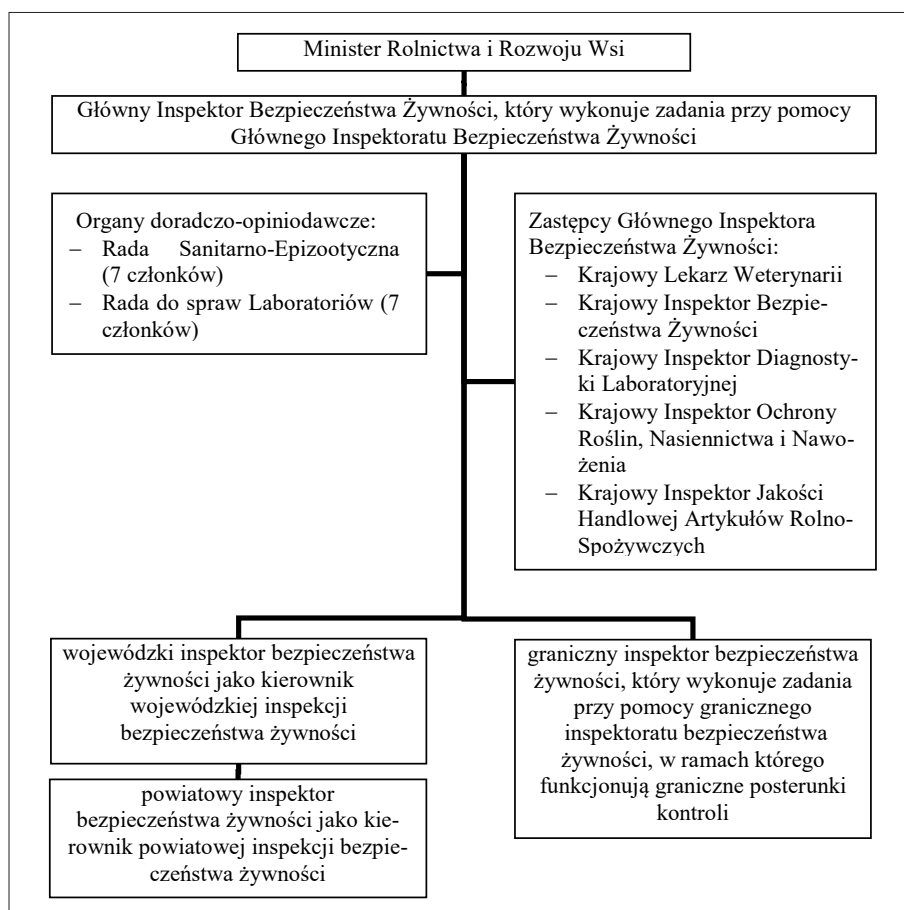 Minister Rolnictwa i Rozwoju Wsi
Główny Inspektor Bezpieczeństwa Żywności, który wykonuje zadania przy pomocy
Głównego Inspektoratu Bezpieczeństwa Żywności
Organy doradczo-opiniodawcze:
– Rada Sanitarno-Epizootyczna
(7 członków)
– Rada do spraw Laboratoriów (7
członków)
Zastępcy Głównego Inspektora
Bezpieczeństwa Żywności:
– Krajowy Lekarz Weterynarii
– Krajowy Inspektor Bezpie-
czeństwa Żywności
– Krajowy Inspektor Diagnosty-
ki Laboratoryjnej
– Krajowy Inspektor Ochrony
Roślin, Nasiennictwa i Nawo-
żenia
– Krajowy Inspektor Jakości
Handlowej Artykułów Rolno-
Spożywczych
wojewódzki inspektor bezpieczeństwa
żywności jako kierownik
wojewódzkiej inspekcji
bezpieczeństwa żywności
powiatowy inspektor
bezpieczeństwa żywności jako kie-
rownik powiatowej inspekcji bezpie-
czeństwa żywności
graniczny inspektor bezpieczeństwa
żywności, który wykonuje zadania
przy pomocy granicznego
inspektoratu bezpieczeństwa
żywności, w ramach którego
funkcjonują graniczne posterunki
kontroli